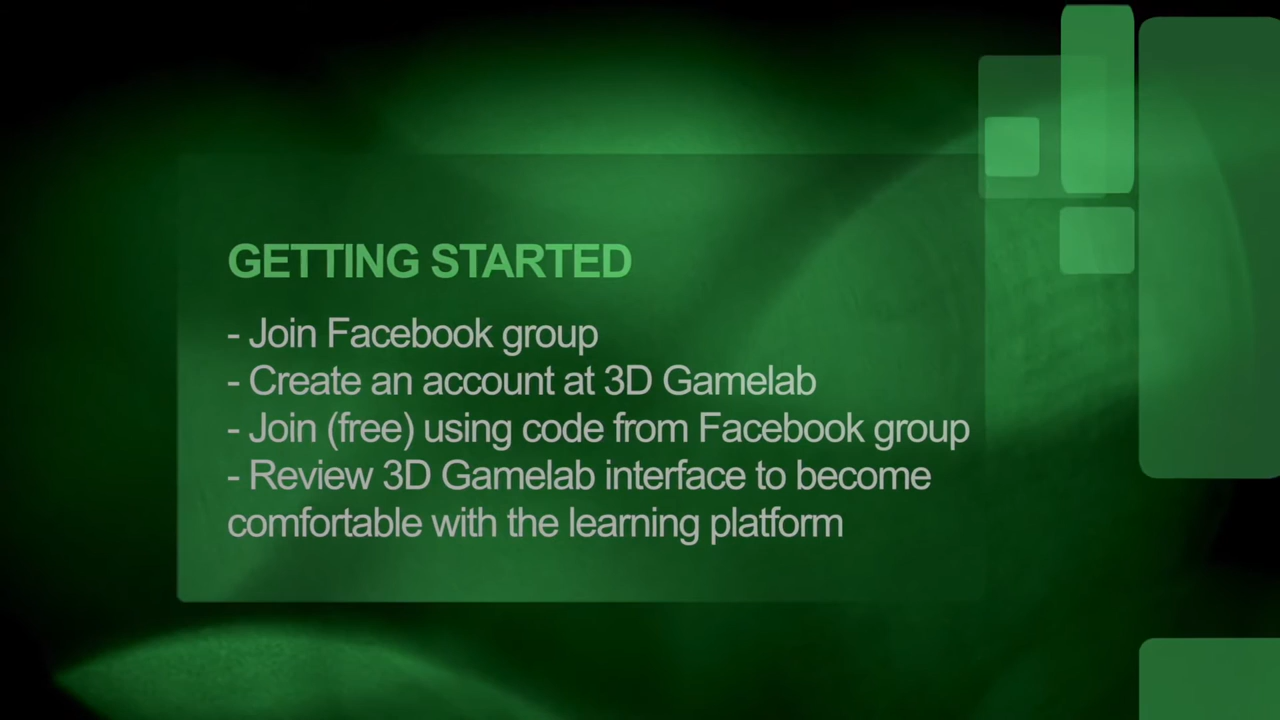 GETTING STARTED
- Join Facebook group
- Create an account at 3D Gamelab
- Join (free) using code from Facebook group
- Review 3D Gamelab interface to become
comfortable with the learning platform